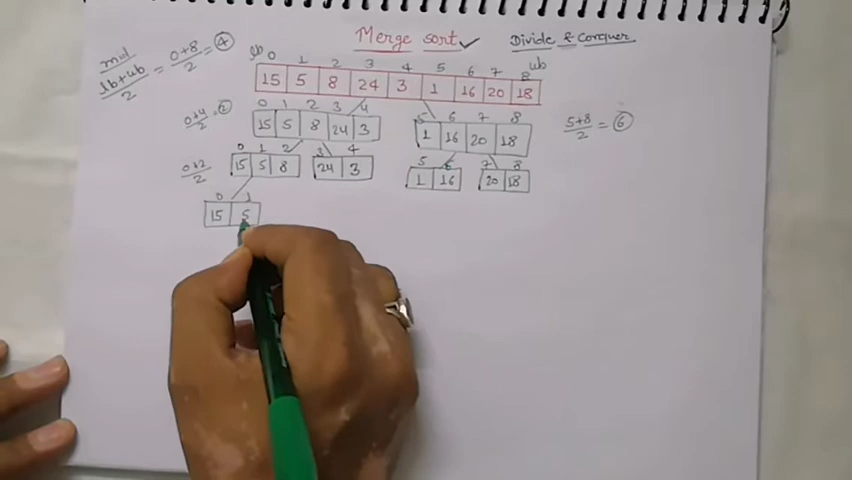 Merge sort ✓ Divide & Conquer
mid
lb+ub/2 = 0+8/2 = 4
lb ub
0 1 2 3 4 5 6 7 8
15 5 8 24 3 1 16 20 18
0+4/2 = 2
0 1 2 3 4
15 5 8 24 3
5 6 7 8
1 16 20 18
5+8/2 = 6
0+2/2
0 1 2
15 5 8
3 4
24 3
5 6
1 16
7 8
20 18
0 1
15 5